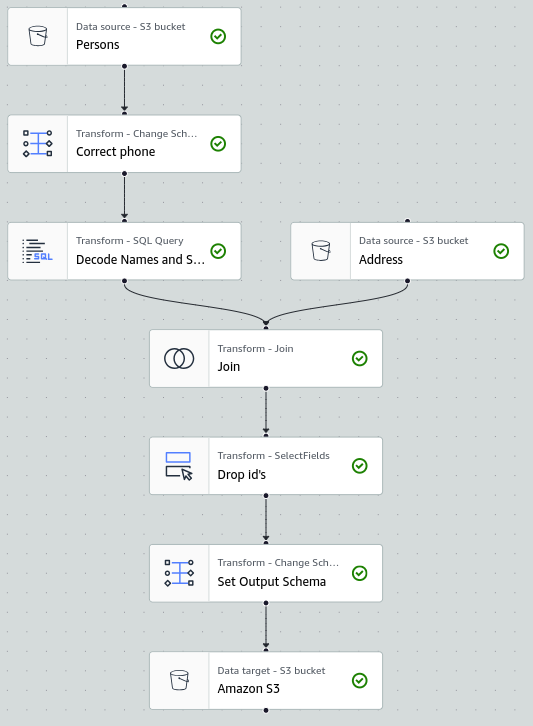 Data source - S3 bucket
Persons
Transform - Change Sch...
Correct phone
Transform - SQL Query
SQL
Decode Names and S...
Data source - S3 bucket
Address
Transform - Join
Join
Transform - SelectFields
Drop id's
Transform - Change Sch...
Set Output Schema
Data target - S3 bucket
Amazon S3